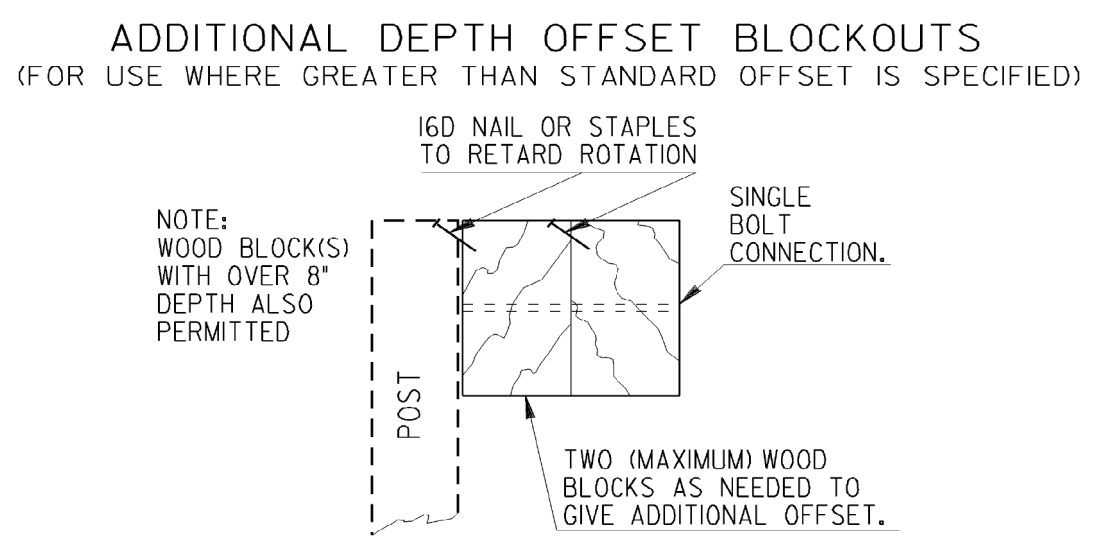 ADDITIONAL DEPTH OFFSET BLOCKOUTS
(FOR USE WHERE GREATER THAN STANDARD OFFSET IS SPECIFIED)
16D NAIL OR STAPLES
TO RETARD ROTATION
NOTE:
WOOD BLOCK(S)
WITH OVER 8"
DEPTH ALSO
PERMITTED
SINGLE
BOLT
CONNECTION.
POST
TWO (MAXIMUM) WOOD
BLOCKS AS NEEDED TO
GIVE ADDITIONAL OFFSET.